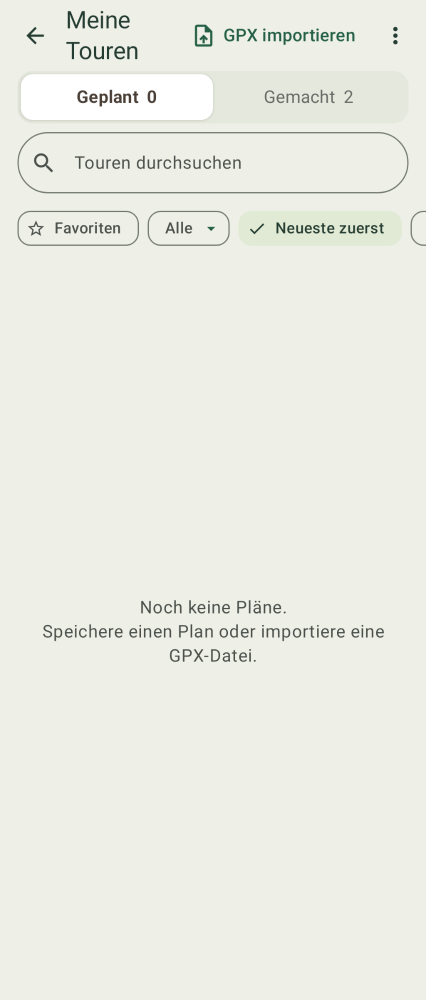 Meine
Touren
GPX importieren
Geplant 0
Gemacht 2
Touren durchsuchen
Favoriten
Alle
Neueste zuerst
Noch keine Pläne.
Speichere einen Plan oder importiere eine
GPX-Datei.